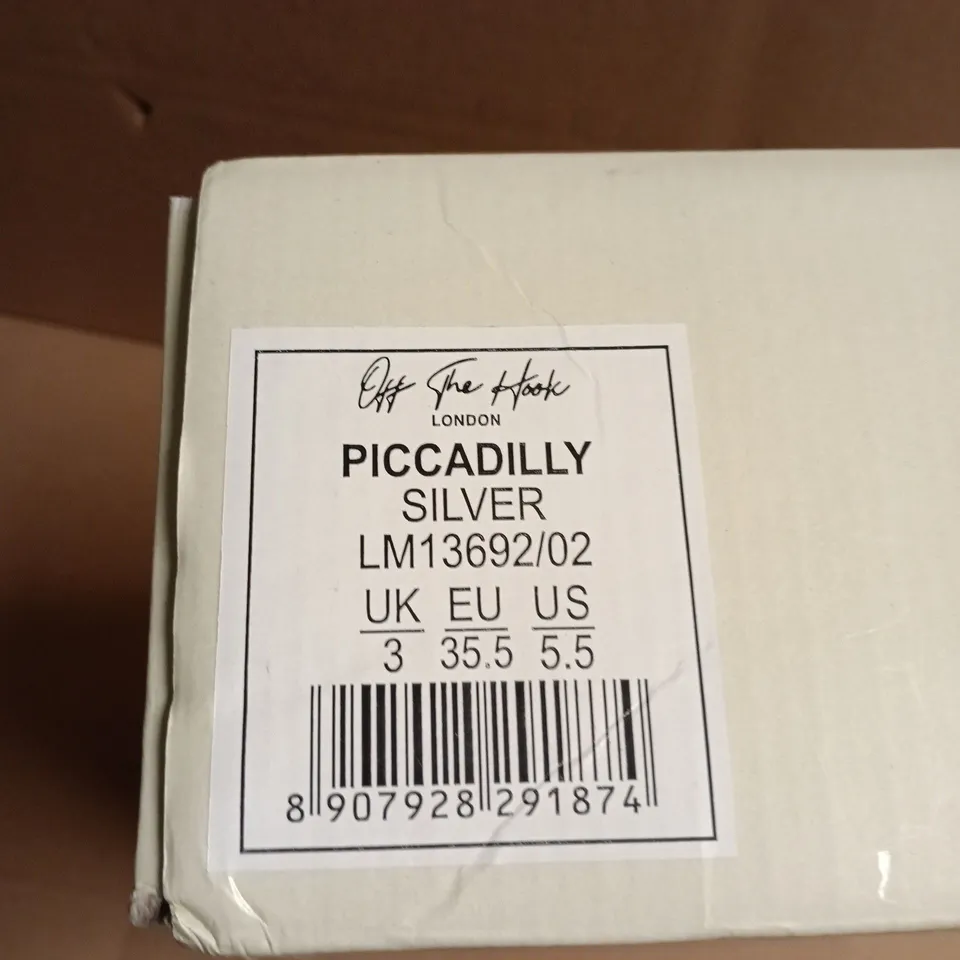 Off The Hook
LONDON
PICCADILLY
SILVER
LM13692/02
UK EU US
3 35.5 5.5
8 907928 291874